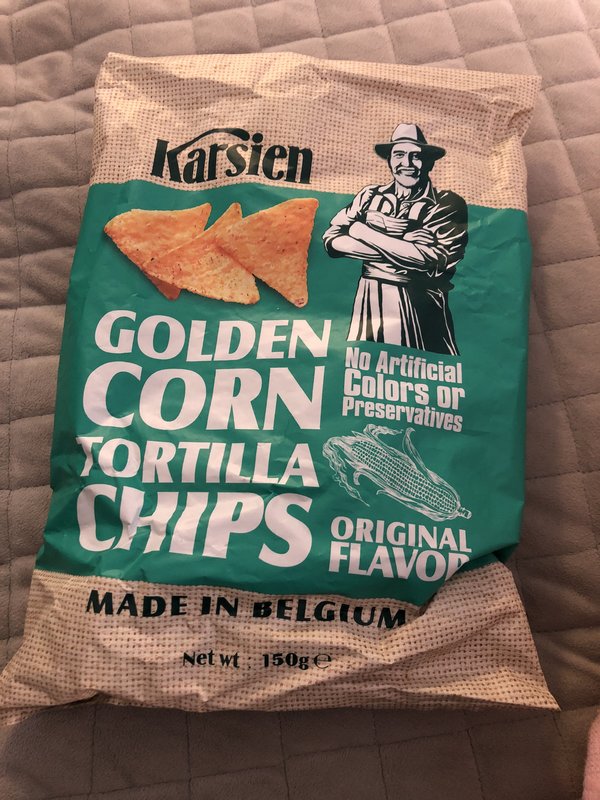 Karsien
GOLDEN
CORN
TORTILLA
CHIPS
No Artificial
Colors or
Preservatives
ORIGINAL
FLAVOR
MADE IN BELGIUM
Net wt : 150g ℮